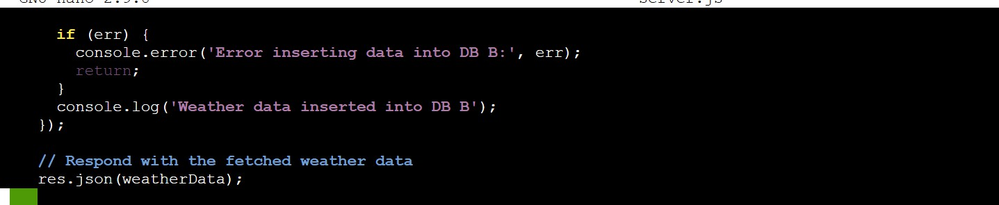 GNU nano 2.9.8 server.js
if (err) {
console.error('Error inserting data into DB B:', err);
return;
}
console.log('Weather data inserted into DB B');
});
// Respond with the fetched weather data
res.json(weatherData);